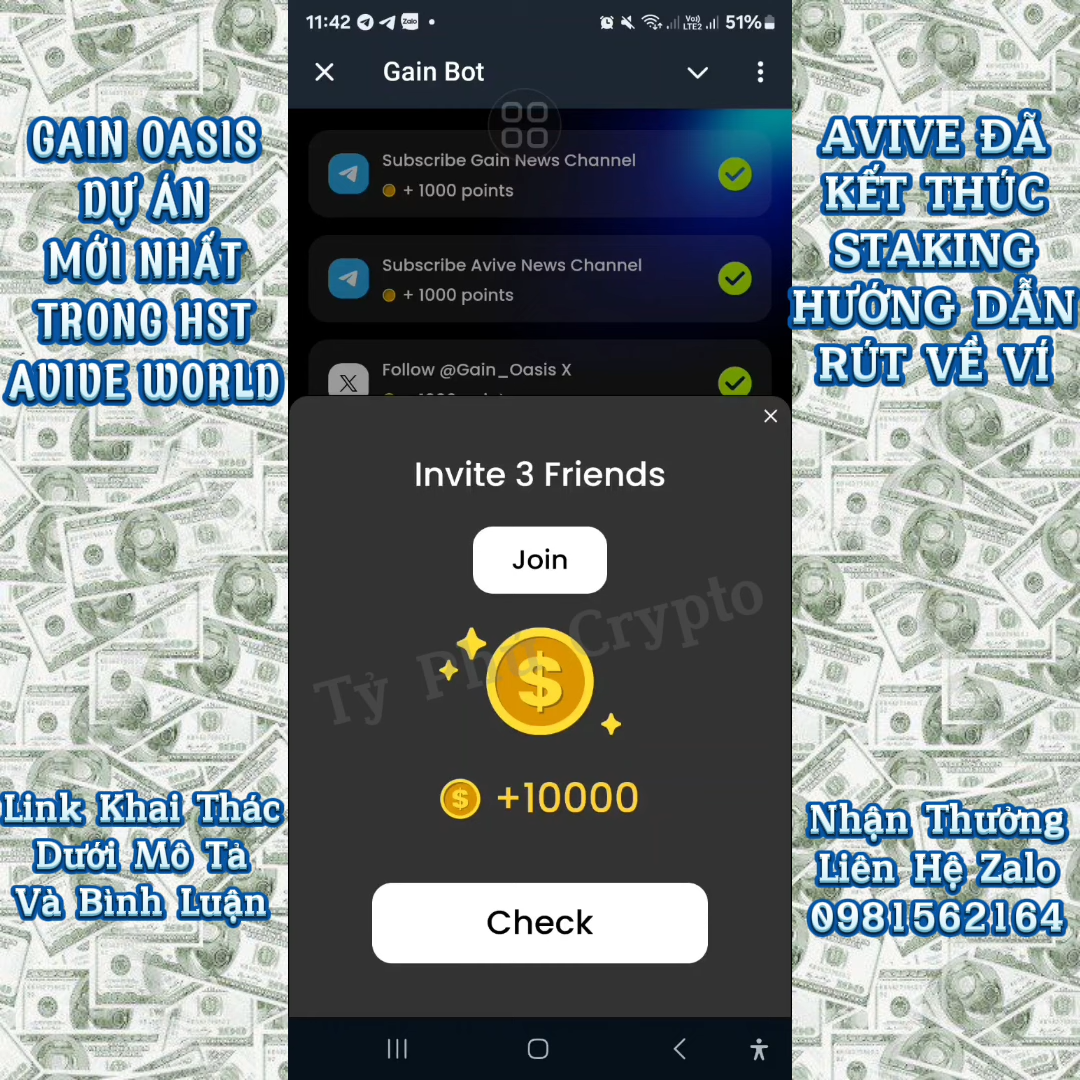 11:42
Zalo
Vo))
LTE2
51%
Gain Bot
GAIN OASIS
DỰ ÁN
MỚI NHẤT
TRONG HST
AVIVE WORLD
Subscribe Gain News Channel
+ 1000 points
Subscribe Avive News Channel
+ 1000 points
Follow @Gain_Oasis X
AVIVE ĐÃ
KẾT THÚC
STAKING
HƯỚNG DẪN
RÚT VỀ VÍ
Invite 3 Friends
Join
Tỷ Phú Crypto
+10000
Check
Link Khai Thác
Dưới Mô Tả
Và Bình Luận
Nhận Thưởng
Liên Hệ Zalo
0981562164